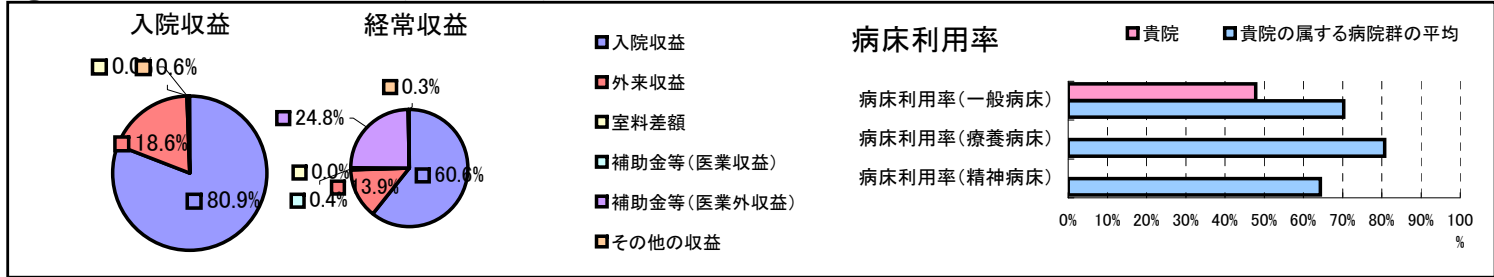 入院収益
0.0%
0.6%
18.6%
80.9%
経常収益
0.3%
24.8%
0.0%
13.9%
0.4%
60.6%
入院収益
外来収益
室料差額
補助金等(医業収益)
補助金等(医業外収益)
その他の収益
病床利用率
貴院
貴院の属する病院群の平均
病床利用率(一般病床)
病床利用率(療養病床)
病床利用率(精神病床)
0% 10% 20% 30% 40% 50% 60% 70% 80% 90% 100
%